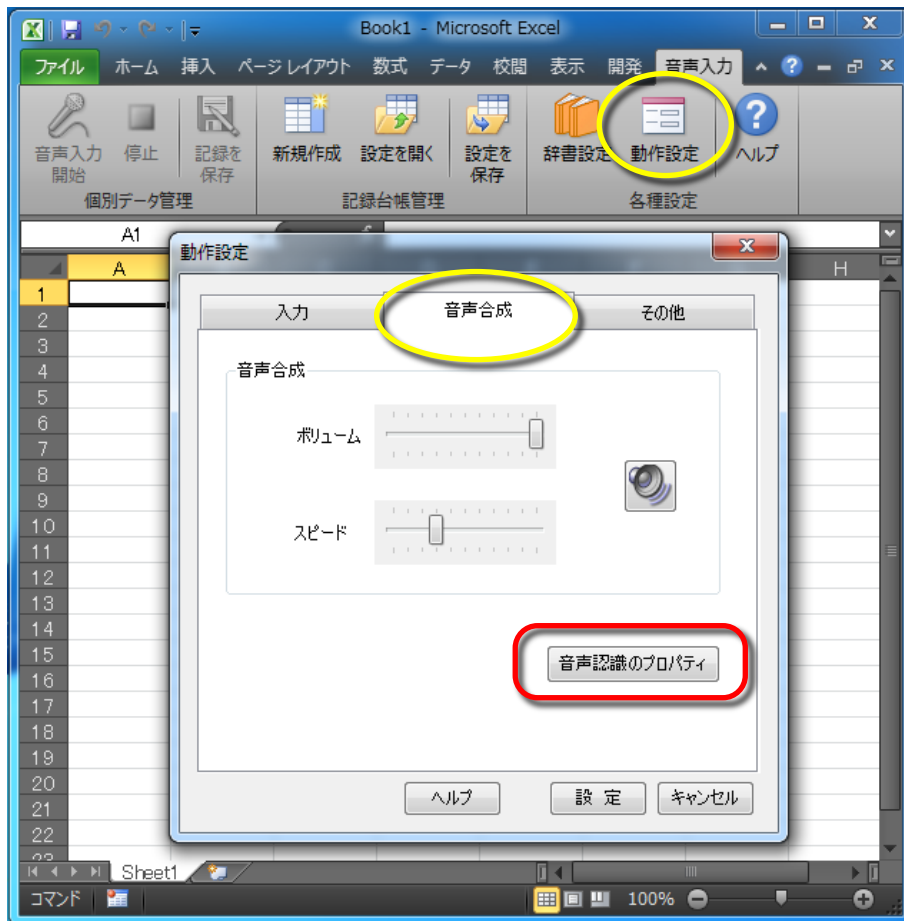 Book1 - Microsoft Excel
ファイル ホーム 挿入 ページ レイアウト 数式 データ 校閲 表示 開発 音声入力
音声入力
開始
停止
記録を
保存
新規作成
設定を開く
設定を
保存
辞書設定
動作設定
ヘルプ
個別データ管理
記録台帳管理
各種設定
A1
A
H
動作設定
入力
音声合成
その他
音声合成
ボリューム
スピード
音声認識のプロパティ
ヘルプ
設 定
キャンセル
1
2
3
4
5
6
7
8
9
10
11
12
13
14
15
16
17
18
19
20
21
22
23
Sheet1
コマンド
100%